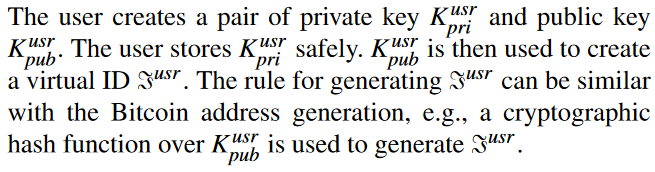 The user creates a pair of private key $K_{pri}^{usr}$ and public key
$K_{pub}^{usr}$. The user stores $K_{pri}^{usr}$ safely. $K_{pub}^{usr}$ is then used to create
a virtual ID $\Im^{usr}$. The rule for generating $\Im^{usr}$ can be similar
with the Bitcoin address generation, e.g., a cryptographic
hash function over $K_{pub}^{usr}$ is used to generate $\Im^{usr}$.